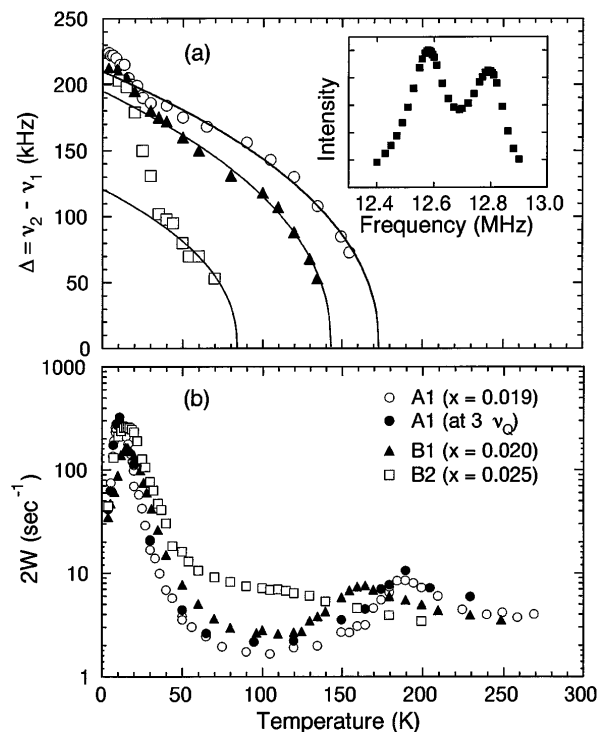 (a)
250
200
150
100
50
0
Δ = ν₂ - ν₁ (kHz)
Intensity
12.4 12.6 12.8 13.0
Frequency (MHz)
(b)
1000
100
10
1
2W (sec⁻¹)
A1 (x = 0.019)
A1 (at 3 ν_Q)
B1 (x = 0.020)
B2 (x = 0.025)
0 50 100 150 200 250 300
Temperature (K)